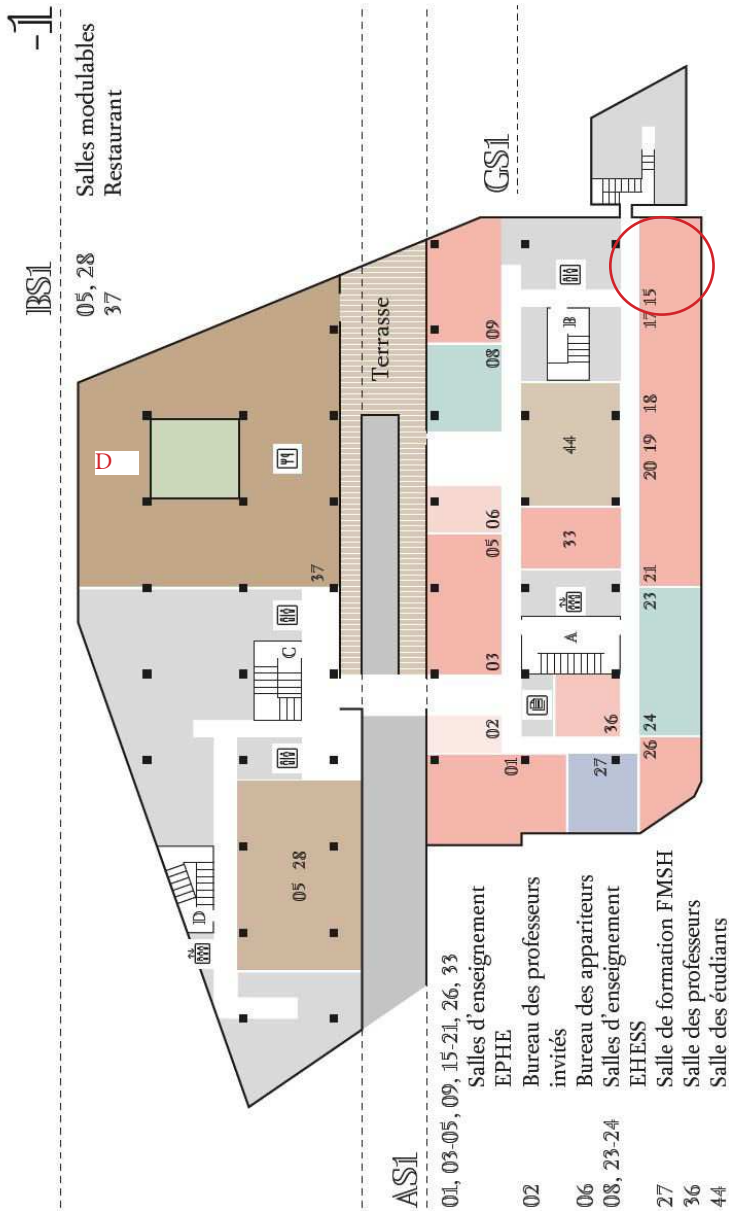 -1
BS1
05, 28 Salles modulables
37 Restaurant
D
37
C
D
05 28
Terrasse
GS1
01
02
03
05 06
08 09
27
36
A
33
44
B
26
24
23
21
20 19
18
17 15
AS1
01, 03-05, 09, 15-21, 26, 33
Salles d'enseignement
EPHE
02 Bureau des professeurs
invités
06 Bureau des appariteurs
08, 23-24 Salles d'enseignement
EHESS
27 Salle de formation FMSH
36 Salle des professeurs
44 Salle des étudiants